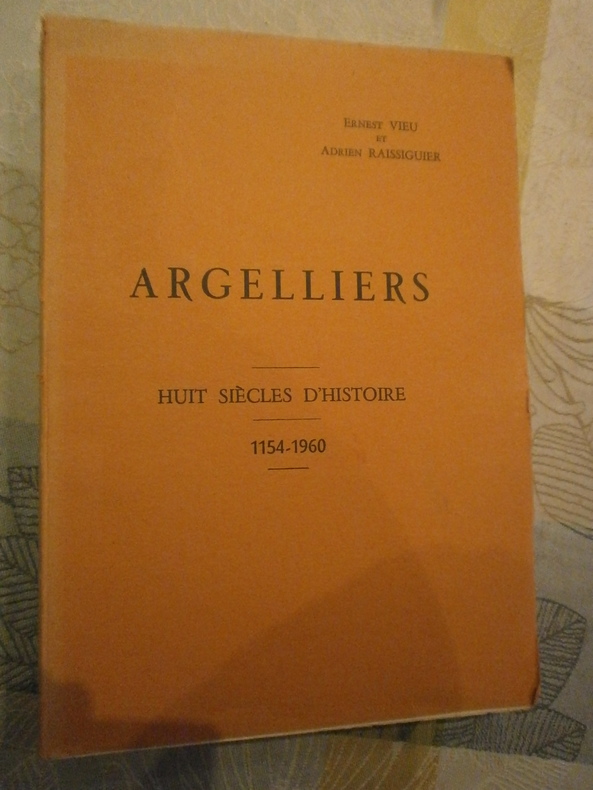 Ernest VIEU
ET
Adrien RAISSIGUIER
ARGELLIERS
HUIT SIÈCLES D'HISTOIRE
1154-1960